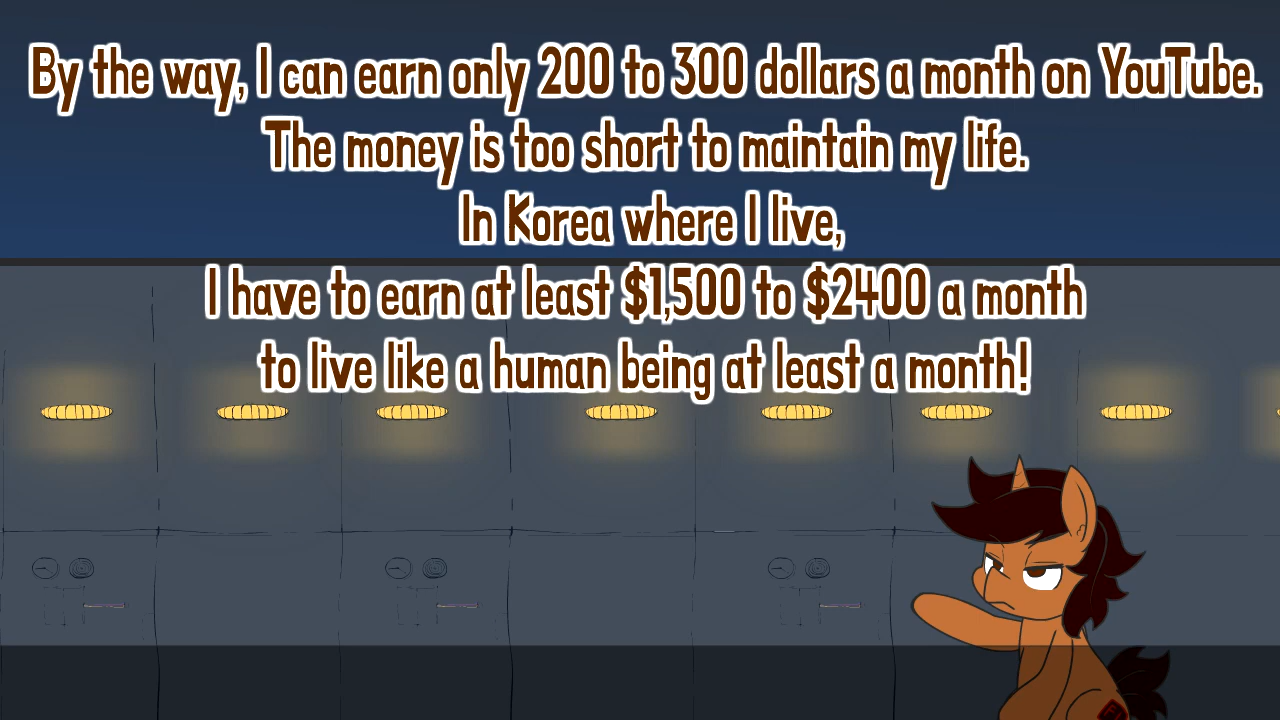 By the way, I can earn only 200 to 300 dollars a month on YouTube.
The money is too short to maintain my life.
In Korea where I live,
I have to earn at least $1,500 to $2400 a month
to live like a human being at least a month!